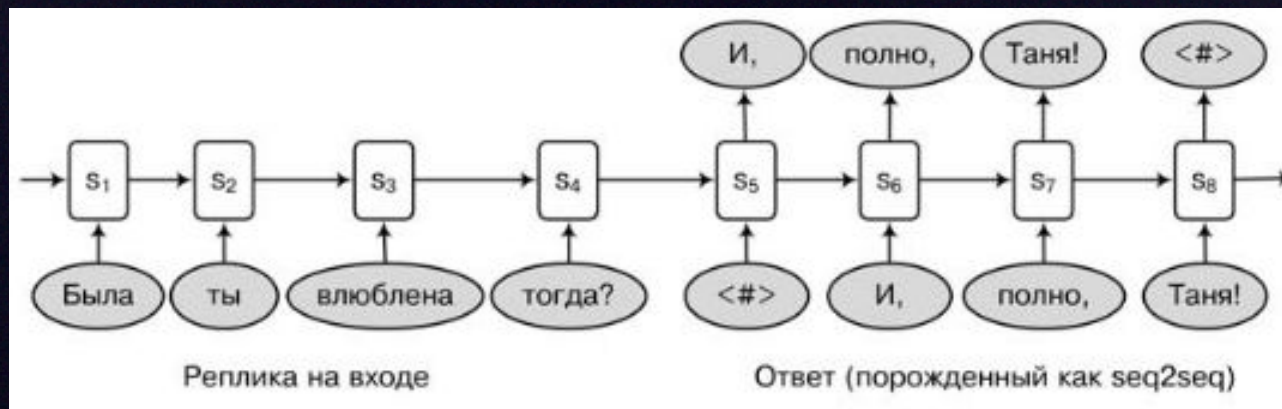 И, полно, Таня! <#>
s1 s2 s3 s4 s5 s6 s7 s8
Была ты влюблена тогда? <#> И, полно, Таня!
Реплика на входе Ответ (порожденный как seq2seq)